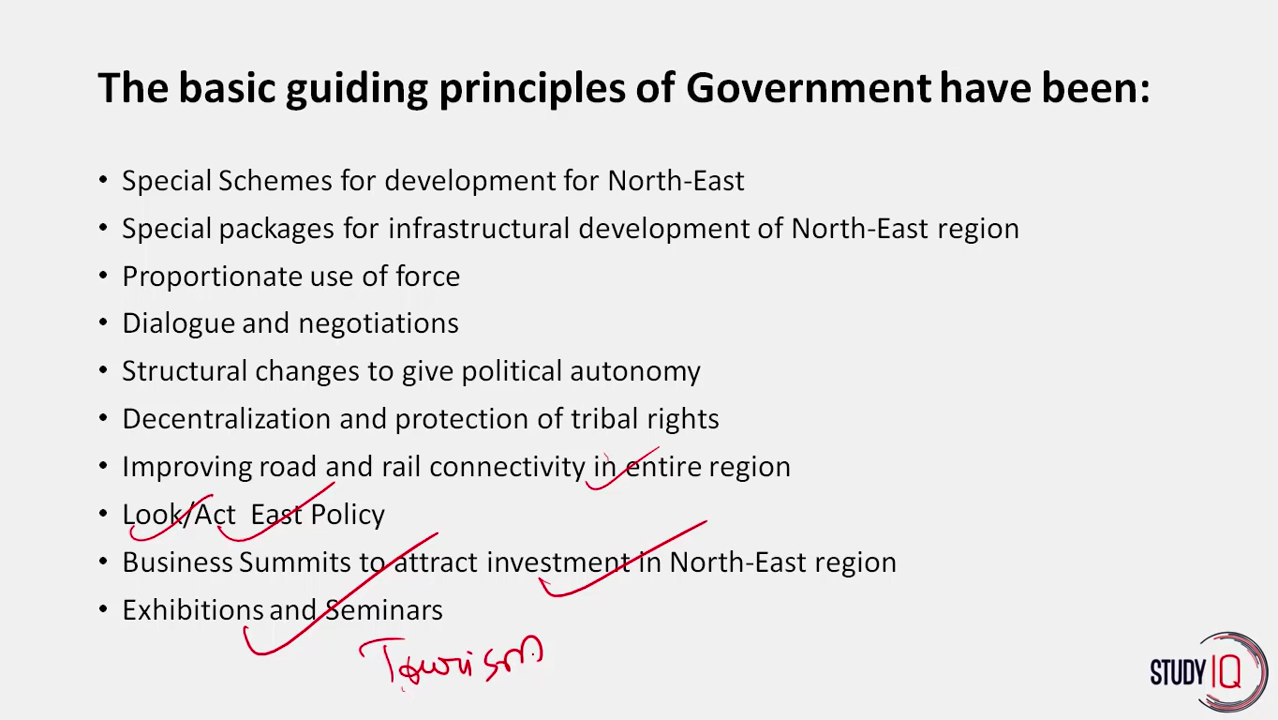 The basic guiding principles of Government have been:
• Special Schemes for development for North-East
• Special packages for infrastructural development of North-East region
• Proportionate use of force
• Dialogue and negotiations
• Structural changes to give political autonomy
• Decentralization and protection of tribal rights
• Improving road and rail connectivity in entire region
• Look/Act East Policy
• Business Summits to attract investment in North-East region
• Exhibitions and Seminars
Tourism
STUDY IQ